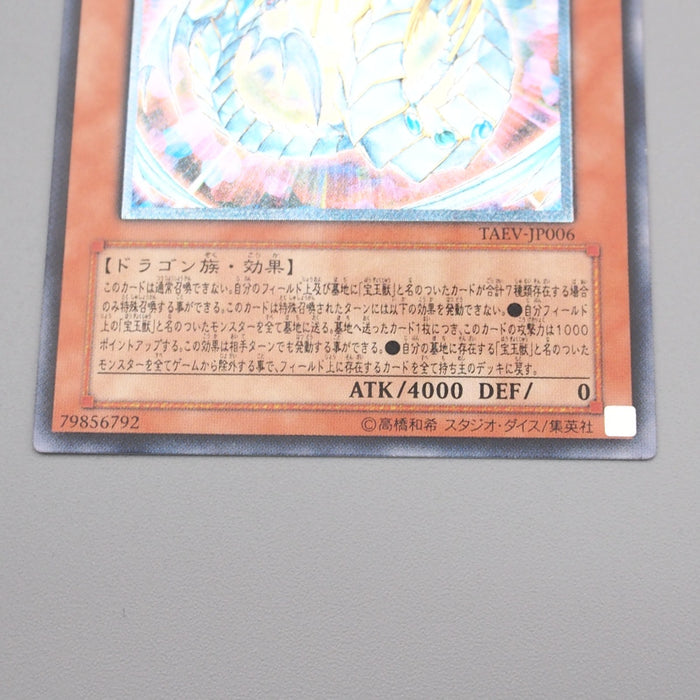 TAEV-JP006
【ドラゴン族・効果】
このカードは通常召喚できない。自分のフィールド上及び墓地に「宝玉獣」と名のついたカードが合計7種類存在する場合
のみ特殊召喚する事ができる。このカードは特殊召喚されたターンには以下の効果を発動できない。●自分フィールド
上の「宝玉獣」と名のついたモンスターを全て墓地に送る。墓地へ送ったカード1枚につき、このカードの攻撃力は1000
ポイントアップする。この効果は相手ターンでも発動する事ができる。●自分の墓地に存在する「宝玉獣」と名のついた
モンスターを全てゲームから除外する事で、フィールド上に存在するカードを全て持ち主のデッキに戻す。
ATK/4000 DEF/ 0
79856792
©高橋和希 スタジオ・ダイス/集英社